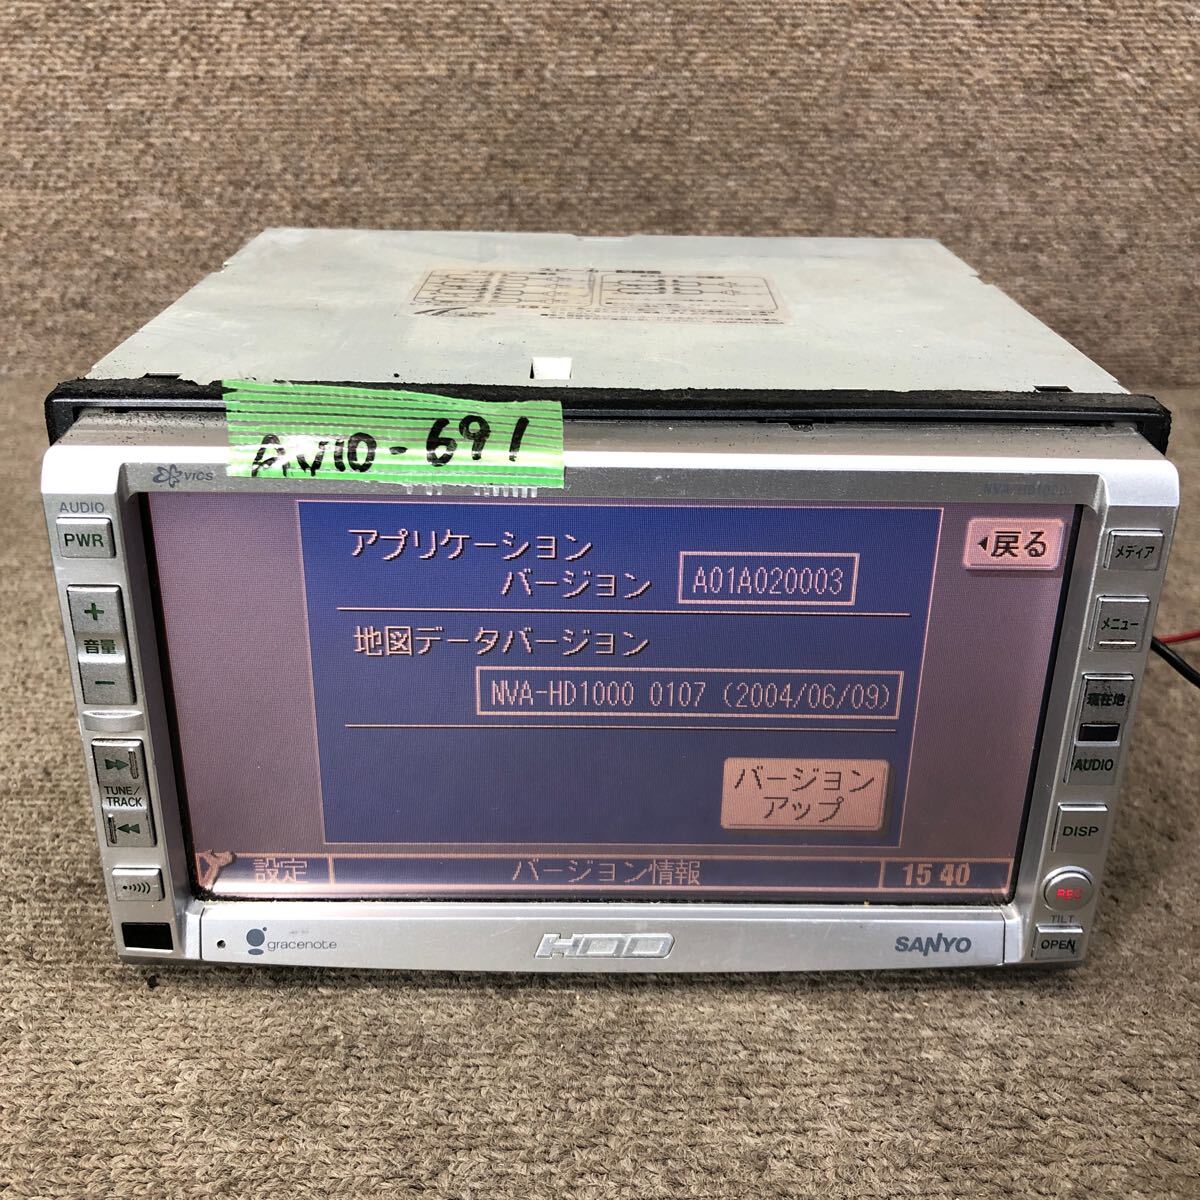 AV10-691
VICS
NVA-HD1000
AUDIO
PWR
+
音量
−
TUNE/
TRACK
アプリケーション
バージョン
A01A020003
地図データバージョン
NVA-HD1000 0107 (2004/06/09)
バージョン
アップ
◀戻る
設定
バージョン情報
15 40
メディア
メニュー
現在地
AUDIO
DISP
REC
TILT
OPEN
gracenote
HDD
SANYO